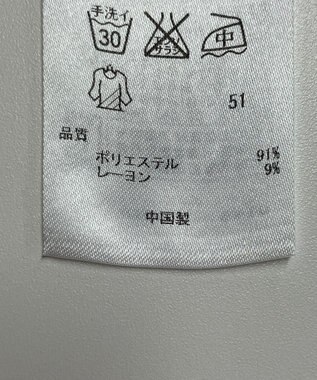 手洗イ
30 エンソ サラシ 中
51
品質
ポリエステル 91%
レーヨン 9%
中国製